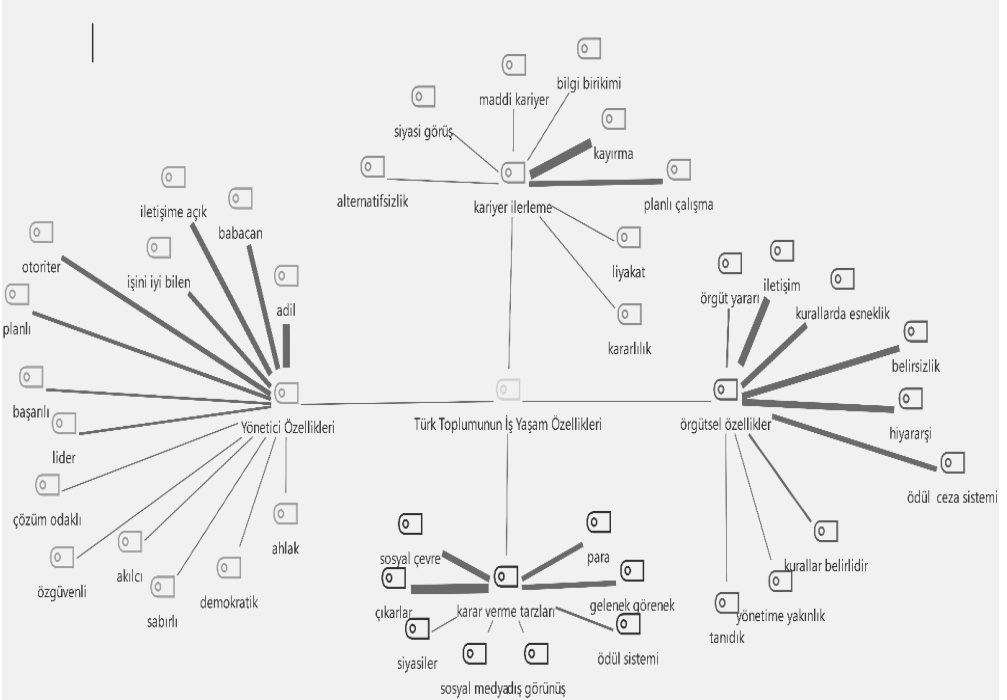 bilgi birikimi
maddi kariyer
siyasi görüş
kayırma
alternatifsizlik
kariyer ilerleme
planlı çalışma
liyakat
kararlılık
iletişime açık
babacan
otoriter
işini iyi bilen
adil
planlı
başarılı
lider
Yönetici Özellikleri
çözüm odaklı
özgüvenli
akılcı
sabırlı
demokratik
ahlak
Türk Toplumunun İş Yaşam Özellikleri
örgüt yararı
iletişim
kurallarda esneklik
belirsizlik
hiyararşi
örgütsel özellikler
ödül ceza sistemi
kurallar belirlidir
yönetime yakınlık
tanıdık
sosyal çevre
para
çıkarlar
karar verme tarzları
gelenek görenek
siyasiler
ödül sistemi
sosyal medya
dış görünüş